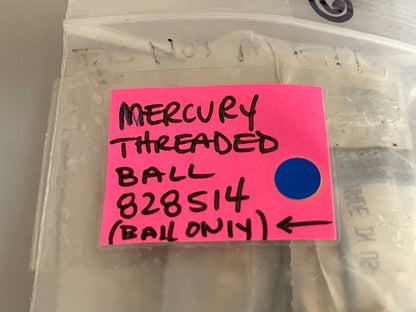 MERCURY
THREADED
BALL
828514
(BALL ONLY) ←